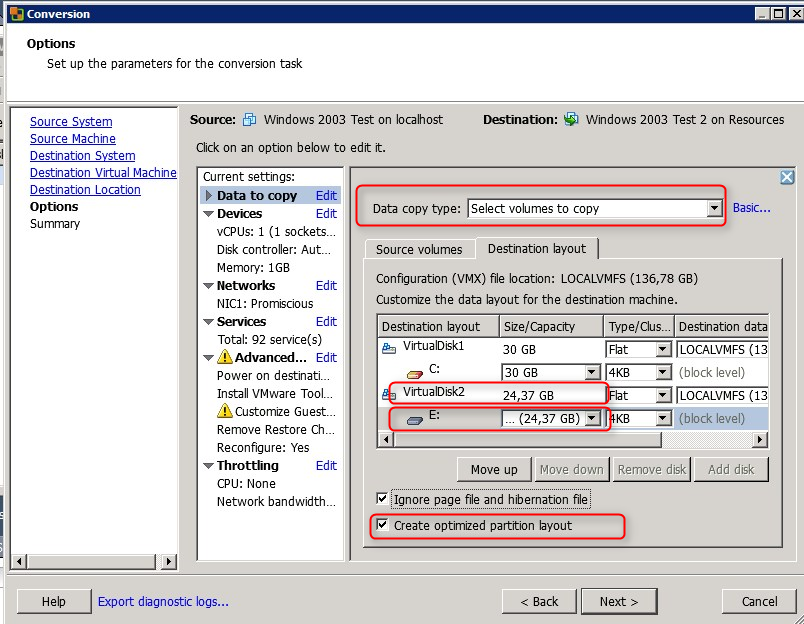 Conversion
Options
Set up the parameters for the conversion task
Source System
Source Machine
Destination System
Destination Virtual Machine
Destination Location
Options
Summary
Source: Windows 2003 Test on localhost
Destination: Windows 2003 Test 2 on Resources
Click on an option below to edit it.
Current settings:
Data to copy Edit
Devices Edit
vCPUs: 1 (1 sockets...
Disk controller: Aut...
Memory: 1GB
Networks Edit
NIC1: Promiscious
Services Edit
Total: 92 service(s)
Advanced... Edit
Power on destinati...
Install VMware Tool...
Customize Guest...
Remove Restore Ch...
Reconfigure: Yes
Throttling Edit
CPU: None
Network bandwidth...
Data copy type: Select volumes to copy Basic...
Source volumes Destination layout
Configuration (VMX) file location: LOCALVMFS (136,78 GB)
Customize the data layout for the destination machine.
Destination layout Size/Capacity Type/Clus... Destination data
VirtualDisk1 30 GB Flat LOCALVMFS (13
C: 30 GB 4KB (block level)
VirtualDisk2 24,37 GB Flat LOCALVMFS (13
E: ... (24,37 GB) 4KB (block level)
Move up Move down Remove disk Add disk
Ignore page file and hibernation file
Create optimized partition layout
Help Export diagnostic logs... < Back Next > Cancel